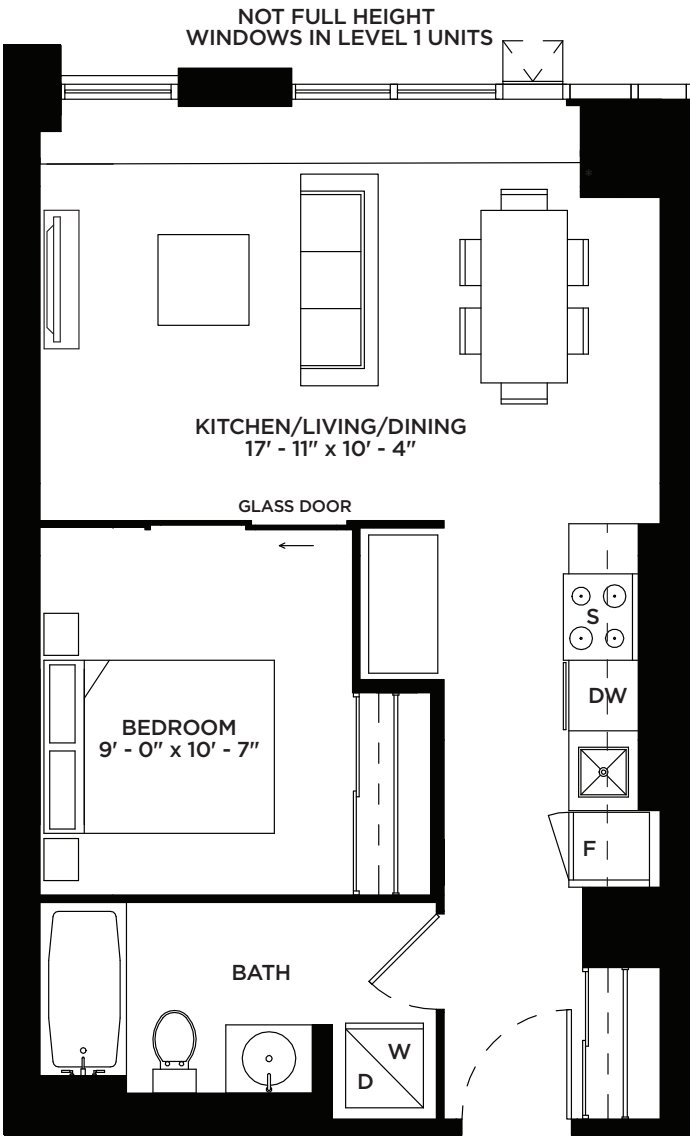 NOT FULL HEIGHT
WINDOWS IN LEVEL 1 UNITS
*
KITCHEN/LIVING/DINING
17' - 11" x 10' - 4"
GLASS DOOR
S
DW
BEDROOM
9' - 0" x 10' - 7"
F
BATH
W
D